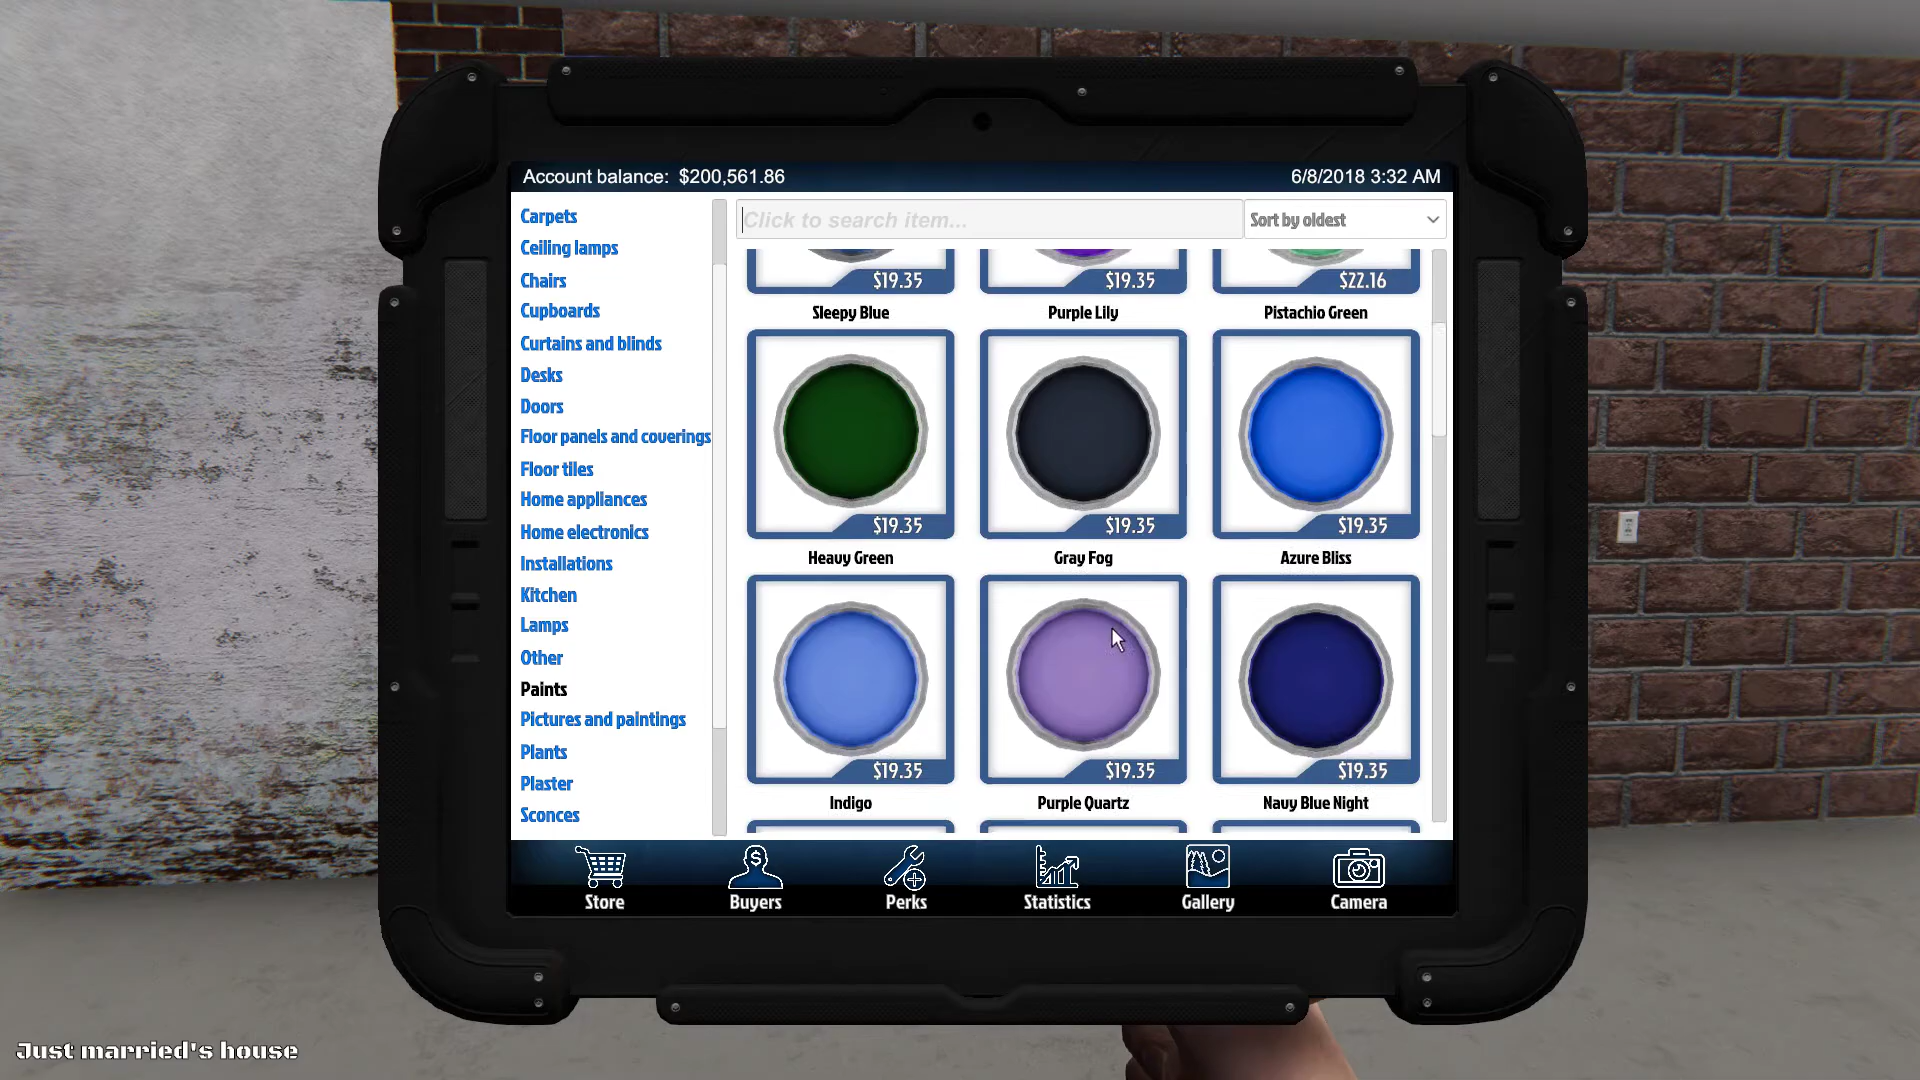 Account balance: $200,561.86
6/8/2018 3:32 AM
Carpets
Ceiling lamps
Chairs
Cupboards
Curtains and blinds
Desks
Doors
Floor panels and coverings
Floor tiles
Home appliances
Home electronics
Installations
Kitchen
Lamps
Other
Paints
Pictures and paintings
Plants
Plaster
Sconces
Click to search item...
Sort by oldest
$19.35
$19.35
$22.16
Sleepy Blue
Purple Lily
Pistachio Green
$19.35
$19.35
$19.35
Heavy Green
Gray Fog
Azure Bliss
$19.35
$19.35
$19.35
Indigo
Purple Quartz
Navy Blue Night
Store
Buyers
Perks
Statistics
Gallery
Camera
Just married's house